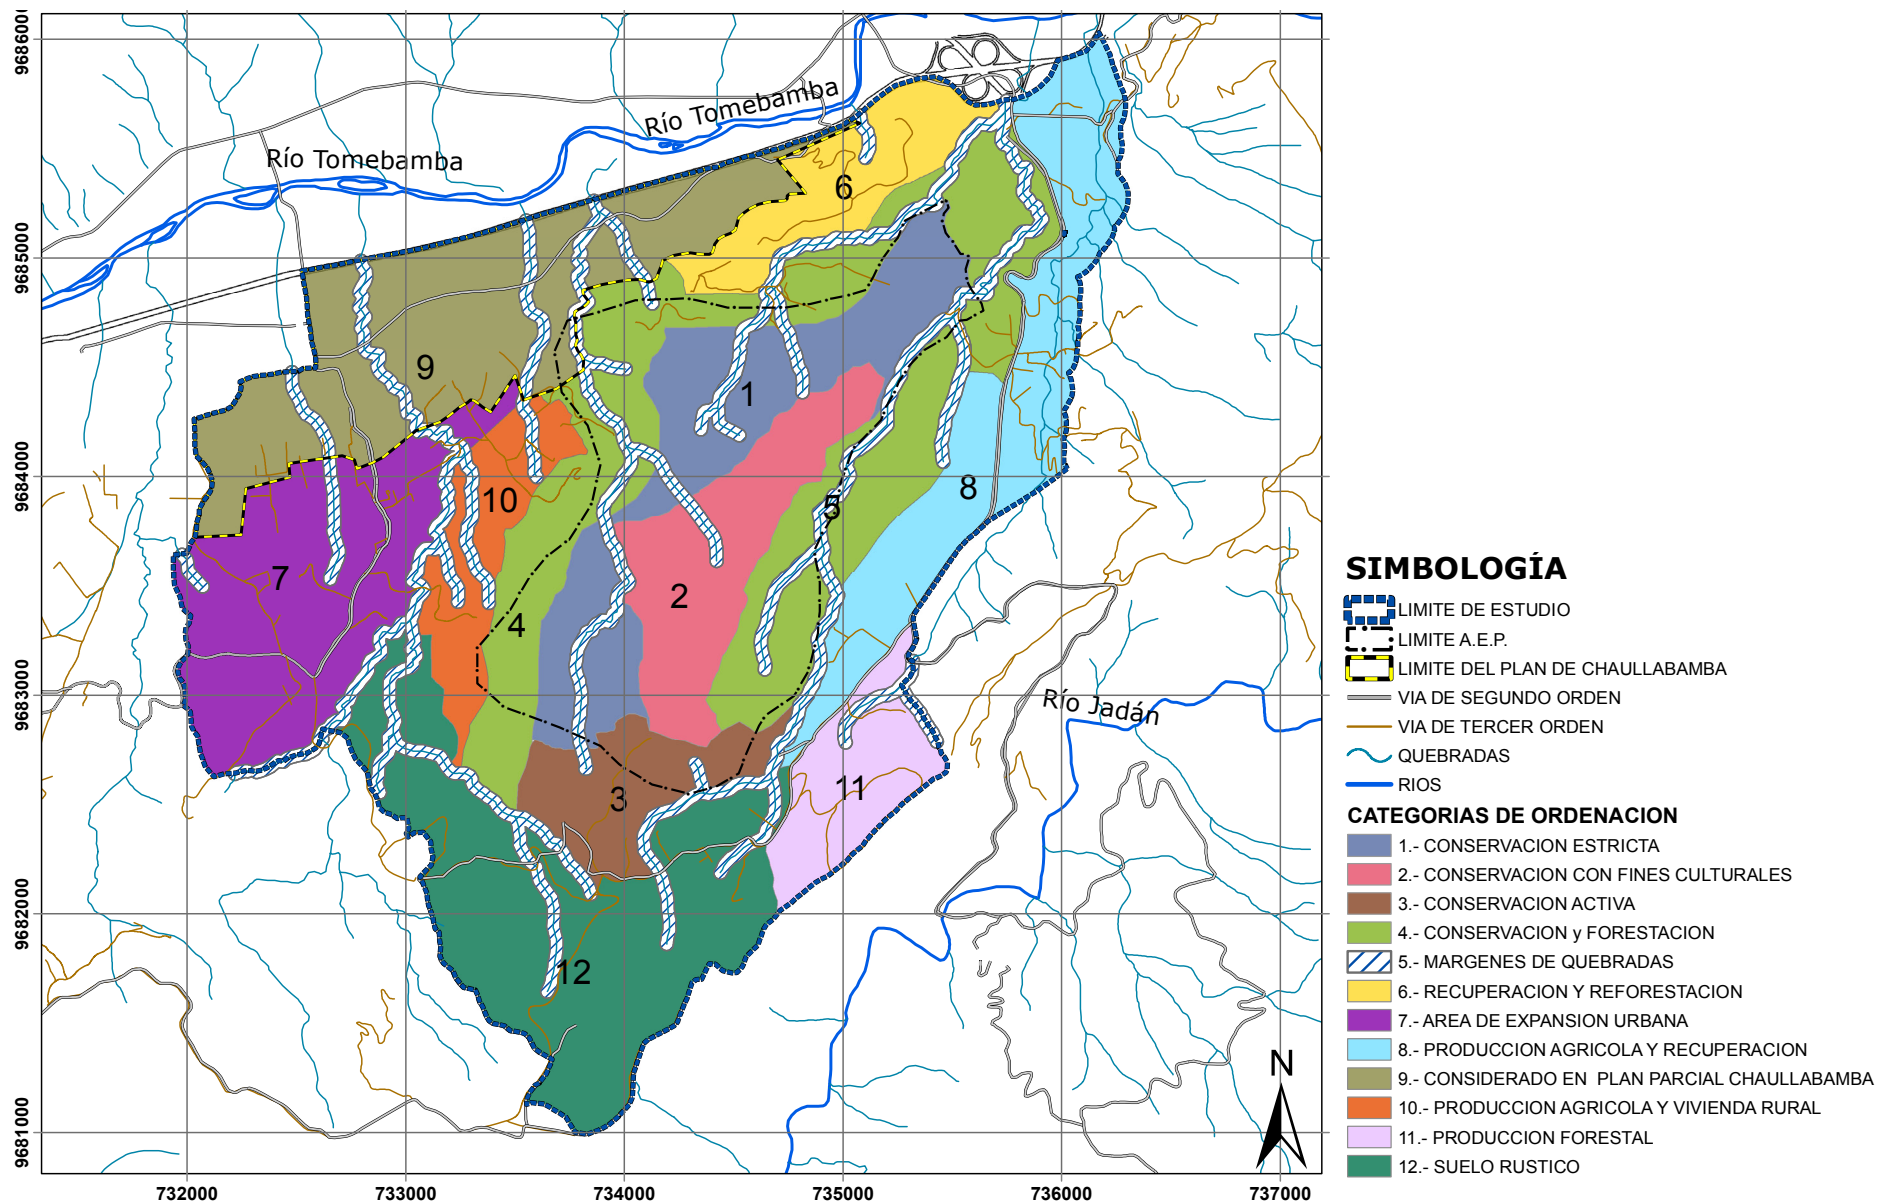 9686000
9685000
9684000
9683000
9682000
9681000
732000
733000
734000
735000
736000
737000
Río Tomebamba
Río Tomebamba
Río Jadán
6
9
1
8
10
5
7
2
4
11
3
12
N
SIMBOLOGÍA
LIMITE DE ESTUDIO
LIMITE A.E.P.
LIMITE DEL PLAN DE CHAULLABAMBA
VIA DE SEGUNDO ORDEN
VIA DE TERCER ORDEN
QUEBRADAS
RIOS
CATEGORIAS DE ORDENACION
1.- CONSERVACION ESTRICTA
2.- CONSERVACION CON FINES CULTURALES
3.- CONSERVACION ACTIVA
4.- CONSERVACION y FORESTACION
5.- MARGENES DE QUEBRADAS
6.- RECUPERACION Y REFORESTACION
7.- AREA DE EXPANSION URBANA
8.- PRODUCCION AGRICOLA Y RECUPERACION
9.- CONSIDERADO EN PLAN PARCIAL CHAULLABAMBA
10.- PRODUCCION AGRICOLA Y VIVIENDA RURAL
11.- PRODUCCION FORESTAL
12.- SUELO RUSTICO